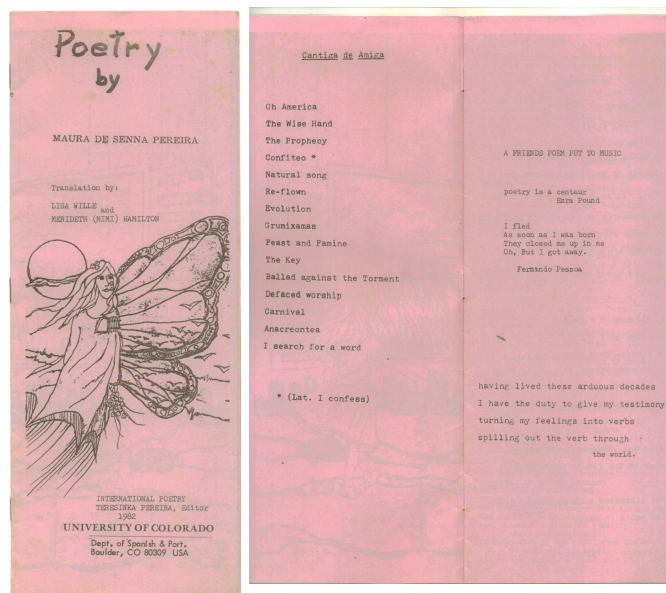 Poetry
by
MAURA DE SENNA PEREIRA
Translation by:
LISA WILLE and
MERIDETH (MIMI) HAMILTON
INTERNATIONAL POETRY
TERESINKA PEREIRA, Editor
1982
UNIVERSITY OF COLORADO
Dept. of Spanish & Port.
Boulder, CO 80309 USA
Cantiga de Amiga
Oh America
The Wise Hand
The Prophecy
Confiteo *
Natural song
Re-flown
Evolution
Grumixamas
Feast and Famine
The Key
Ballad against the Torment
Defaced worship
Carnival
Anacreontea
I search for a word
* (Lat. I confess)
A FRIENDS POEM PUT TO MUSIC
poetry is a centaur
Ezra Pound
I fled
As soon as I was born
They closed me up in me
Oh, But I got away.
Fernando Pessoa
having lived these arduous decades
I have the duty to give my testimony
turning my feelings into verbs
spilling out the verb through
the world.